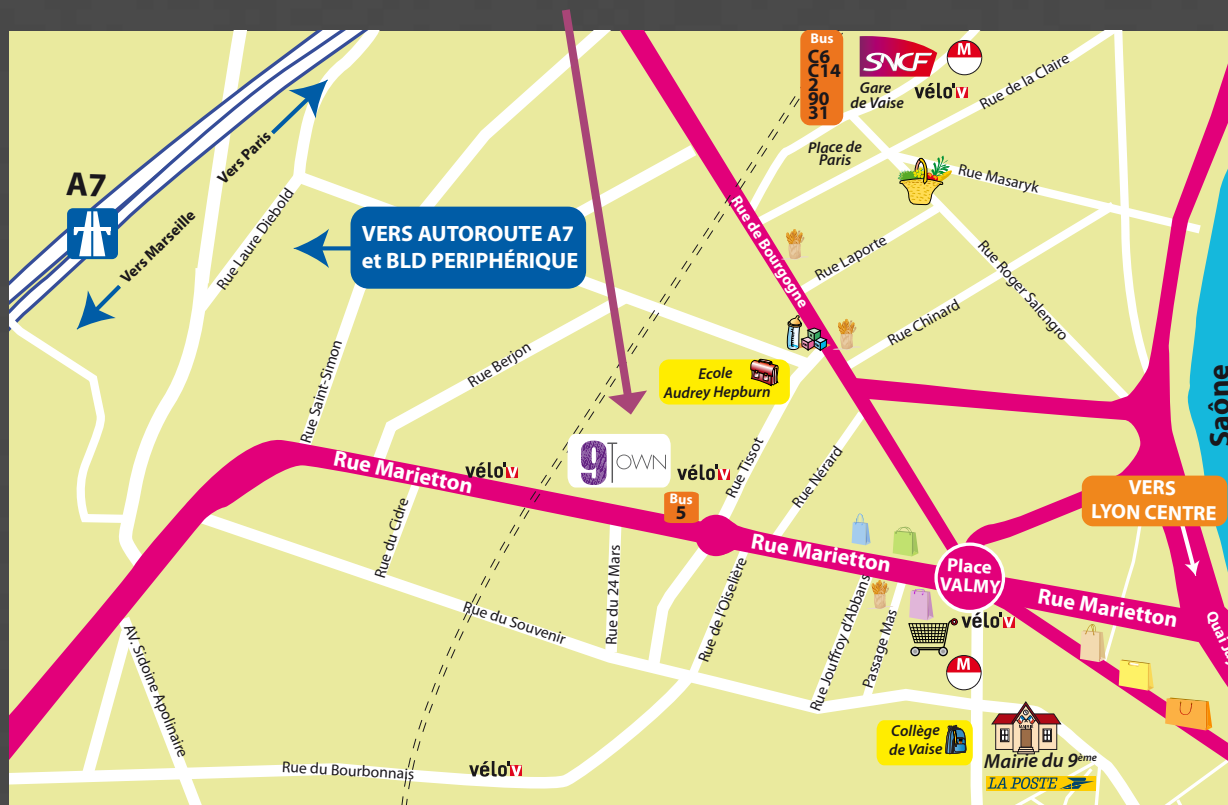 Bus
C6
C14
2
90
31
SNCF
M
Gare
de Vaise
vélo'v
Rue de la Claire
Place de
Paris
Rue Masaryk
A7
Vers Paris
Vers Marseille
Rue Laure Diebold
VERS AUTOROUTE A7
et BLD PERIPHÉRIQUE
Rue de Bourgogne
Rue Laporte
Rue Roger Salengro
Rue Chinard
Rue Saint-Simon
Rue Berjon
Ecole
Audrey Hepburn
Saône
Rue Marietton
vélo'v
9TOWN
vélo'v
Rue Tissot
Rue Nérard
Bus
5
VERS
LYON CENTRE
Rue du Cidre
Rue du 24 Mars
Rue Marietton
Place
VALMY
Rue Marietton
Rue du Souvenir
Rue de l'Oiselière
Rue Jouffroy d'Abbans
Passage Mas
vélo'v
M
AV. Sidoine Apolinaire
Collège
de Vaise
MAIRIE
Mairie du 9ème
LA POSTE
Rue du Bourbonnais
vélo'v